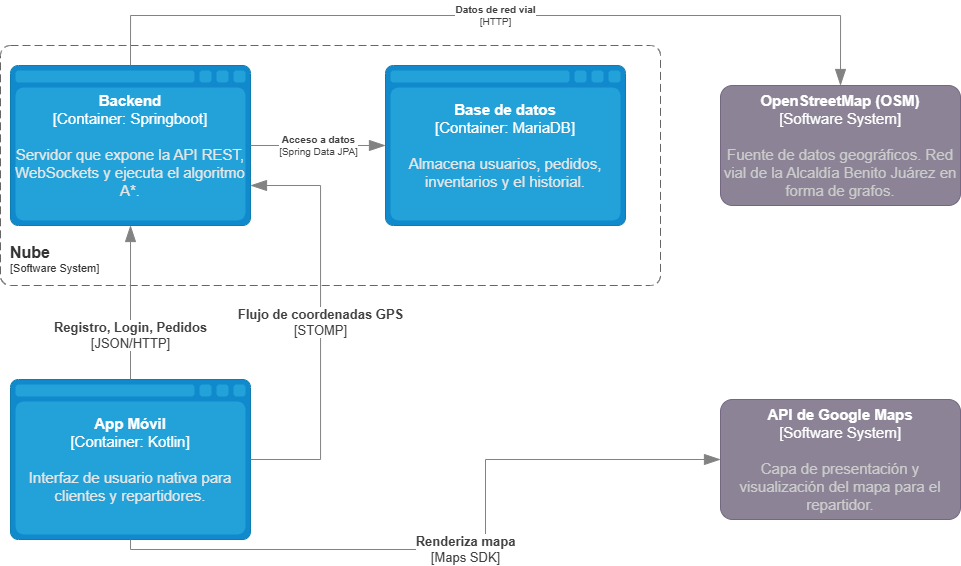 Datos de red vial
[HTTP]
Backend
[Container: Springboot]
Servidor que expone la API REST,
WebSockets y ejecuta el algoritmo
A*.
Acceso a datos
[Spring Data JPA]
Base de datos
[Container: MariaDB]
Almacena usuarios, pedidos,
inventarios y el historial.
OpenStreetMap (OSM)
[Software System]
Fuente de datos geográficos. Red
vial de la Alcaldía Benito Juárez en
forma de grafos.
Nube
[Software System]
Registro, Login, Pedidos
[JSON/HTTP]
Flujo de coordenadas GPS
[STOMP]
App Móvil
[Container: Kotlin]
Interfaz de usuario nativa para
clientes y repartidores.
API de Google Maps
[Software System]
Capa de presentación y
visualización del mapa para el
repartidor.
Renderiza mapa
[Maps SDK]